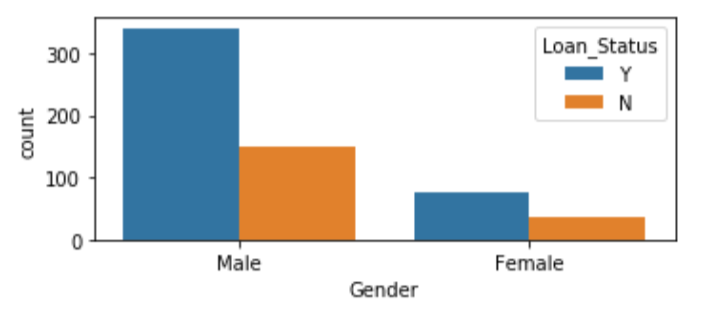 300
200
100
0
count
Male
Female
Gender
Loan_Status
Y
N